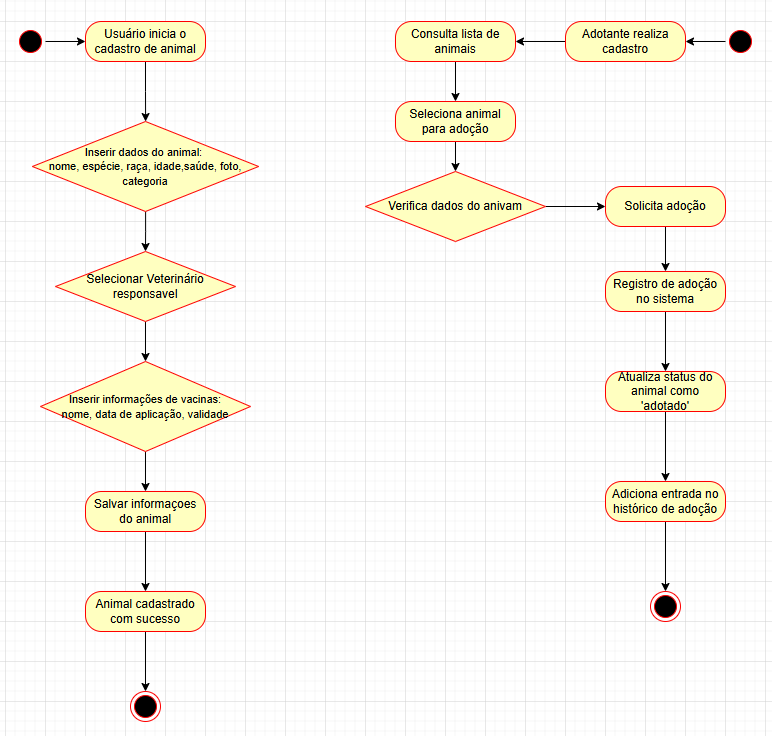 Usuário inicia o
cadastro de animal
Inserir dados do animal:
nome, espécie, raça, idade,saúde, foto,
categoria
Selecionar Veterinário
responsavel
Inserir informações de vacinas:
nome, data de aplicação, validade
Salvar informaçoes
do animal
Animal cadastrado
com sucesso
Adotante realiza
cadastro
Consulta lista de
animais
Seleciona animal
para adoção
Verifica dados do anivam
Solicita adoção
Registro de adoção
no sistema
Atualiza status do
animal como
'adotado'
Adiciona entrada no
histórico de adoção